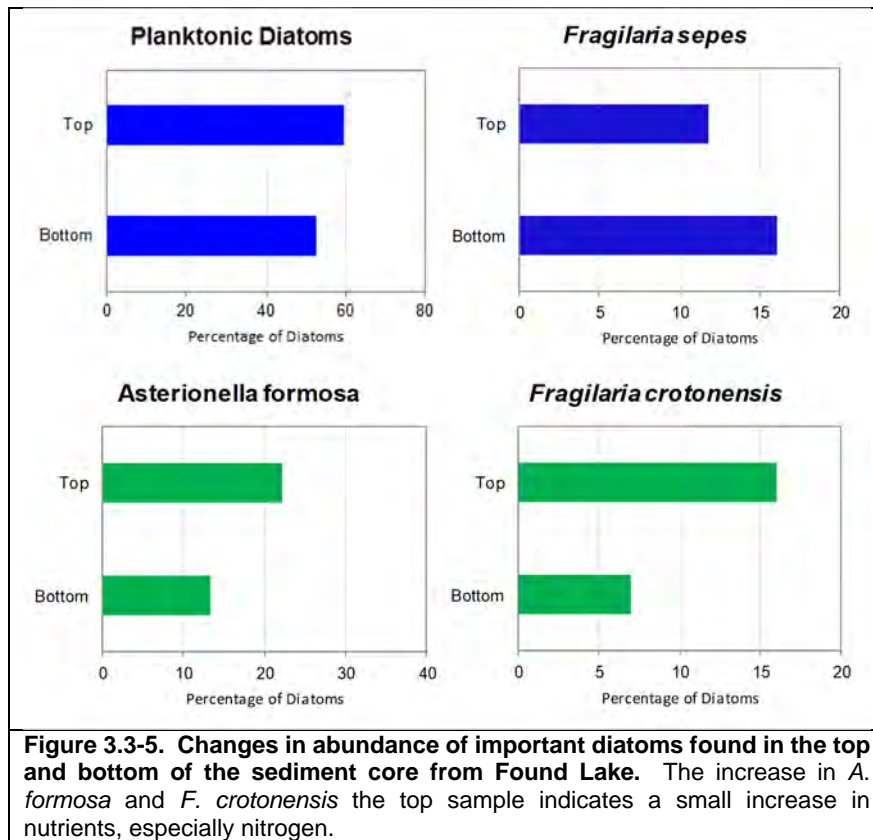 Planktonic Diatoms
Top
Bottom
0 20 40 60 80
Percentage of Diatoms
Fragilaria sepes
Top
Bottom
0 5 10 15 20
Percentage of Diatoms
Asterionella formosa
Top
Bottom
0 10 20 30 40
Percentage of Diatoms
Fragilaria crotonensis
Top
Bottom
0 5 10 15 20
Percentage of Diatoms
Figure 3.3-5. Changes in abundance of important diatoms found in the top
and bottom of the sediment core from Found Lake. The increase in A.
formosa and F. crotonensis the top sample indicates a small increase in
nutrients, especially nitrogen.